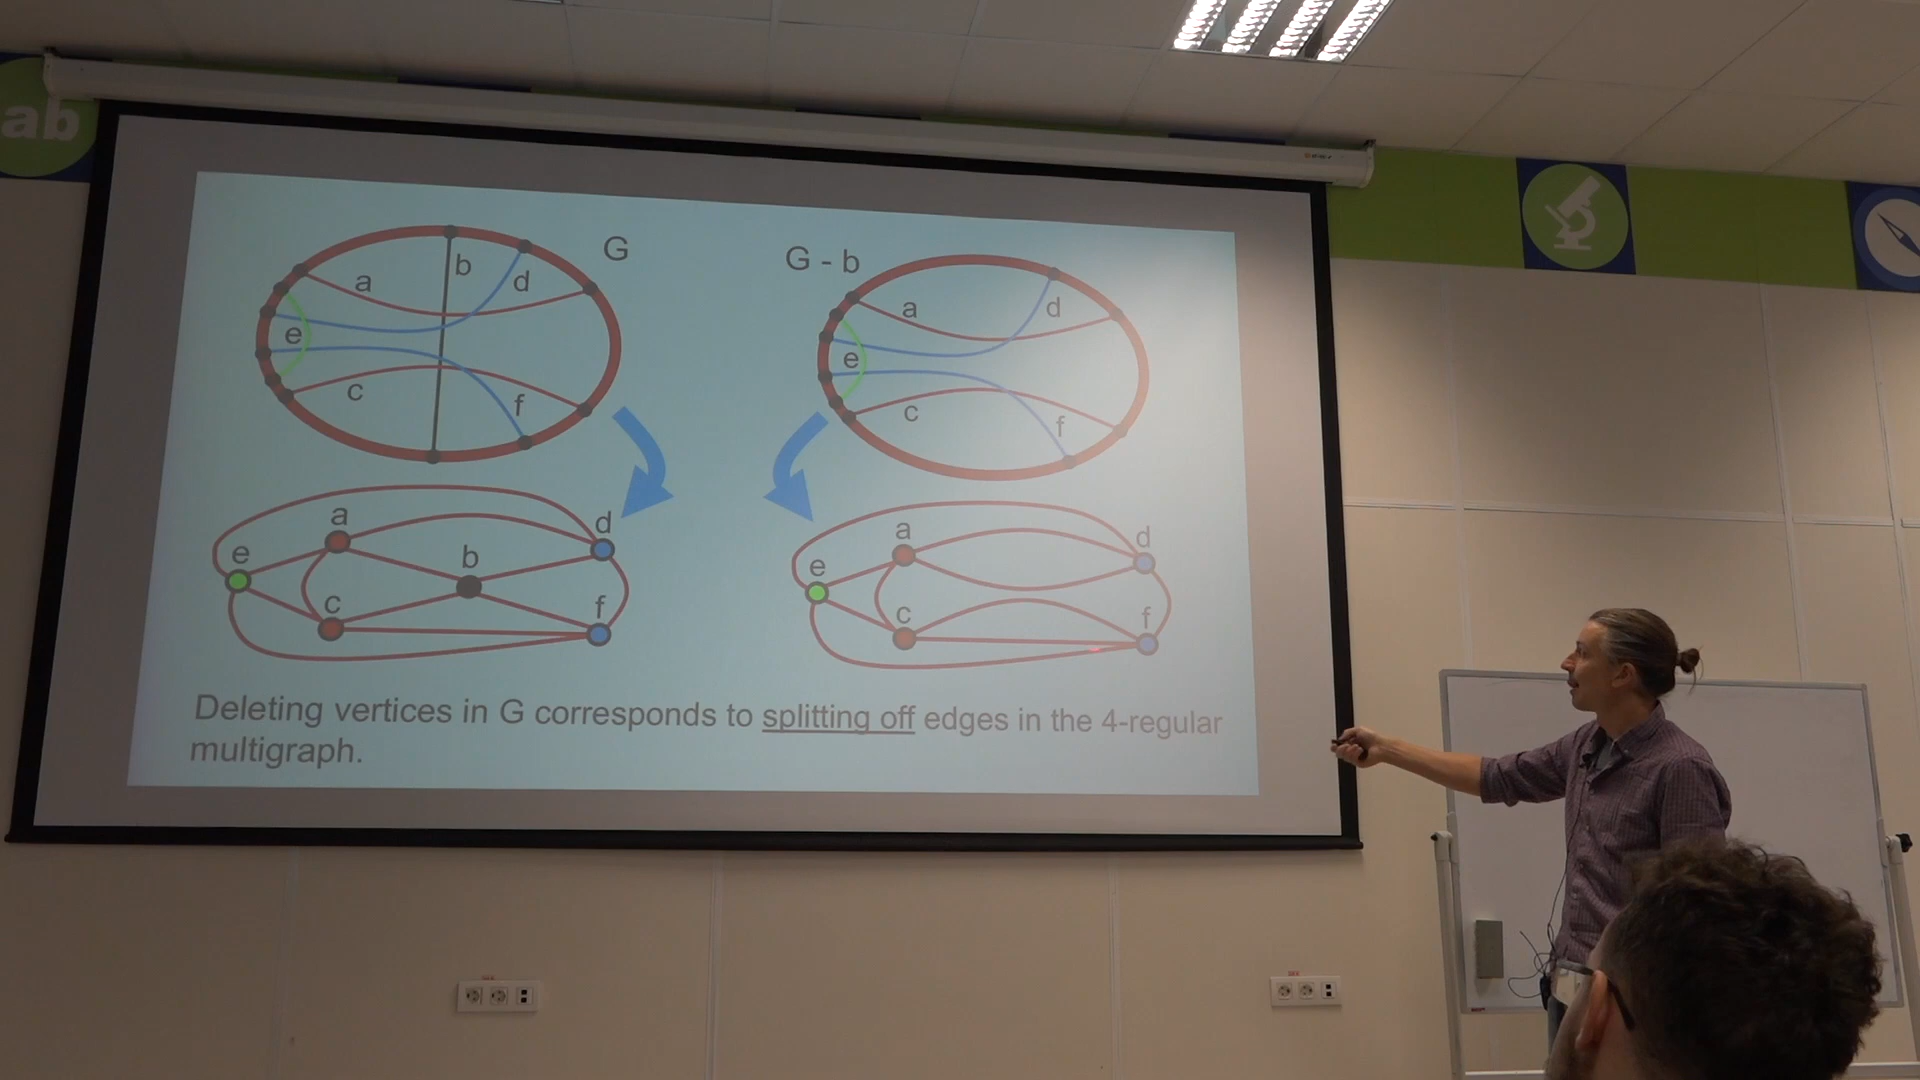 ab
G
b
a
d
e
c
f
G - b
a
d
e
c
f
a
d
e
b
c
f
a
d
e
c
f
Deleting vertices in G corresponds to splitting off edges in the 4-regular
multigraph.